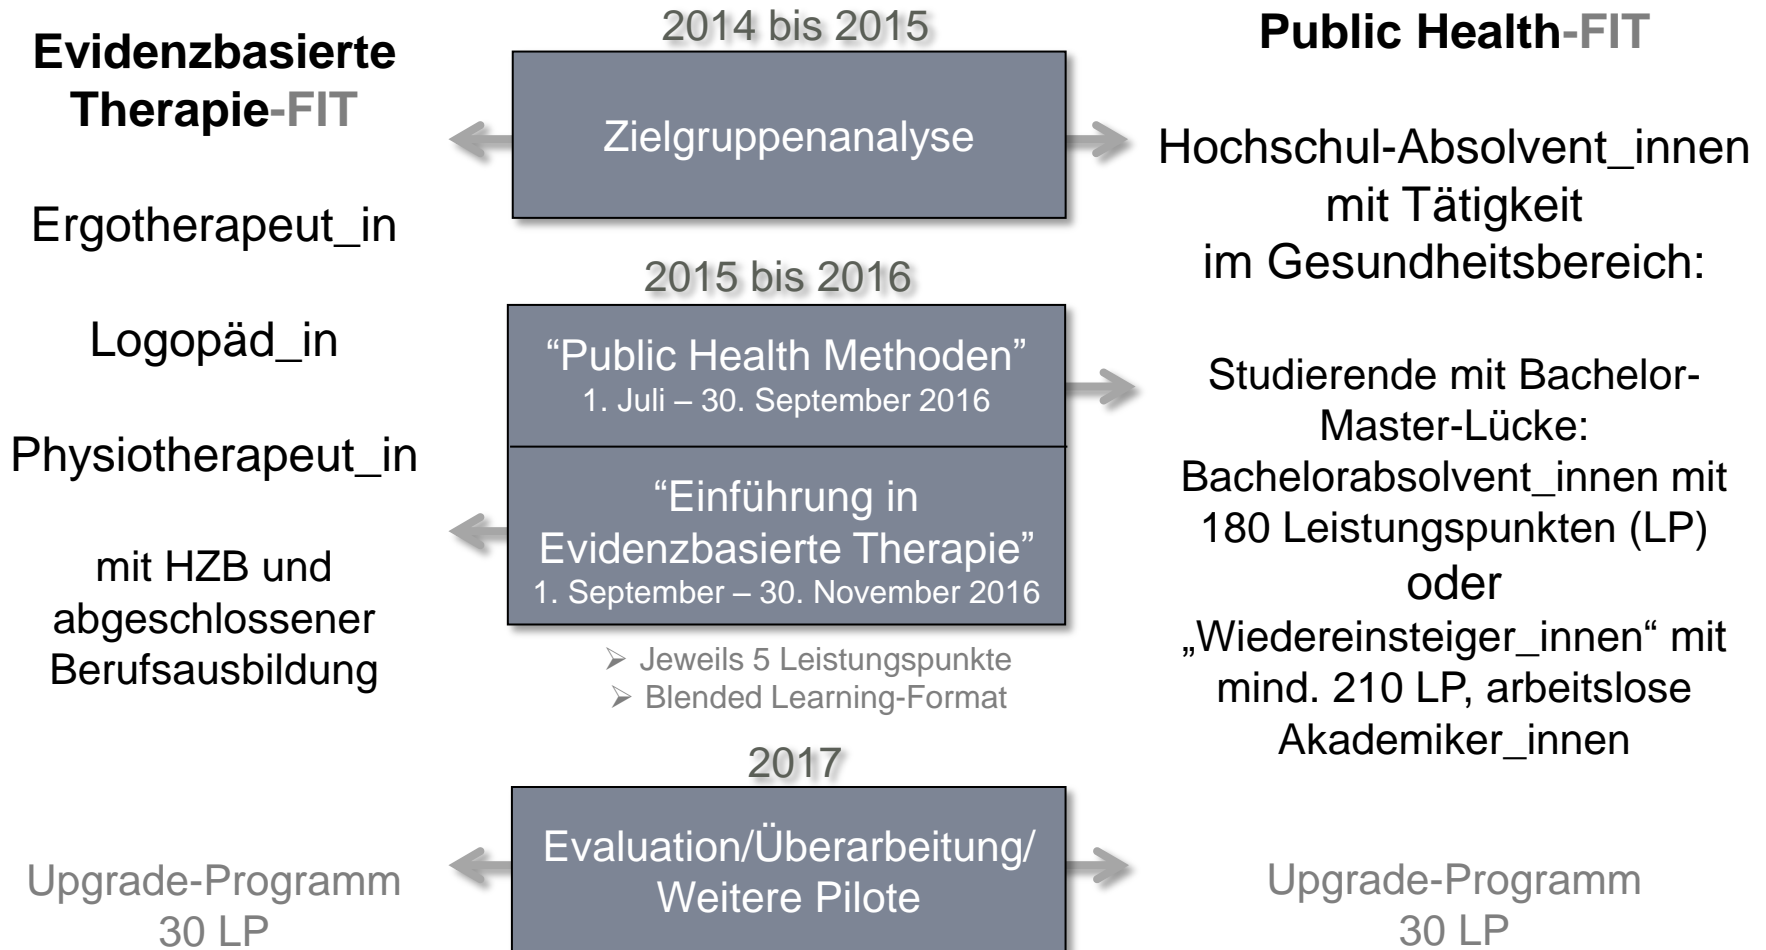 Evidenzbasierte
Therapie-FIT
Ergotherapeut_in
Logopäd_in
Physiotherapeut_in
mit HZB und
abgeschlossener
Berufsausbildung
Upgrade-Programm
30 LP
2014 bis 2015
Zielgruppenanalyse
2015 bis 2016
“Public Health Methoden”
1. Juli – 30. September 2016
“Einführung in
Evidenzbasierte Therapie”
1. September – 30. November 2016
➢ Jeweils 5 Leistungspunkte
➢ Blended Learning-Format
2017
Evaluation/Überarbeitung/
Weitere Pilote
Public Health-FIT
Hochschul-Absolvent_innen
mit Tätigkeit
im Gesundheitsbereich:
Studierende mit Bachelor-
Master-Lücke:
Bachelorabsolvent_innen mit
180 Leistungspunkten (LP)
oder
„Wiedereinsteiger_innen“ mit
mind. 210 LP, arbeitslose
Akademiker_innen
Upgrade-Programm
30 LP